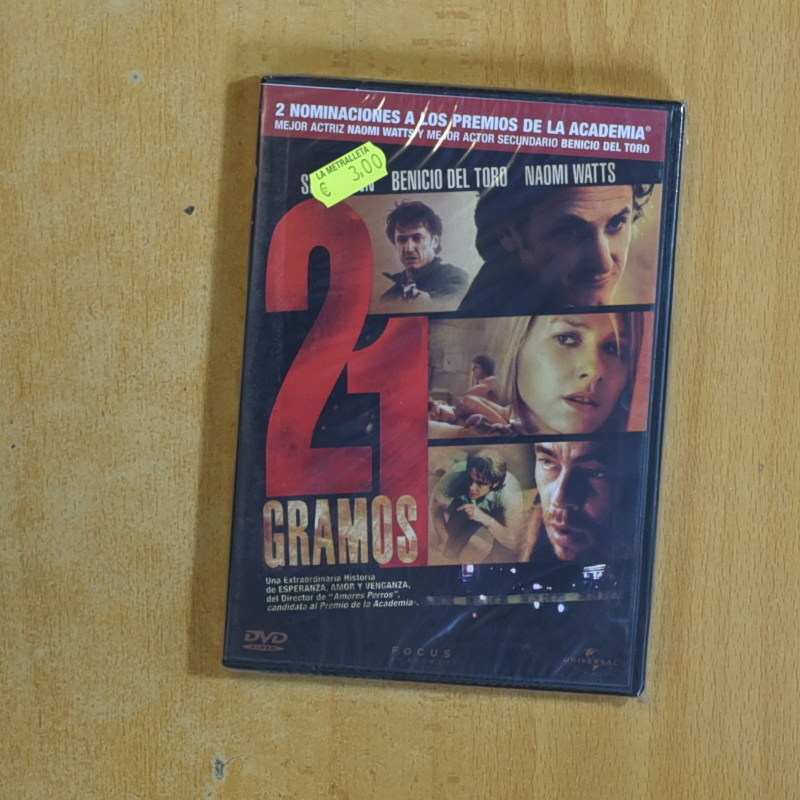 2 NOMINACIONES A LOS PREMIOS DE LA ACADEMIA®
MEJOR ACTRIZ NAOMI WATTS Y MEJOR ACTOR SECUNDARIO BENICIO DEL TORO
LA METRALLETA
€ 3,00
BENICIO DEL TORO NAOMI WATTS
21
GRAMOS
Una Extraordinaria Historia
de ESPERANZA, AMOR Y VENGANZA,
del Director de "Amores Perros",
candidata al Premio de la Academia®.
DVD
VIDEO
FOCUS
UNIVERSAL